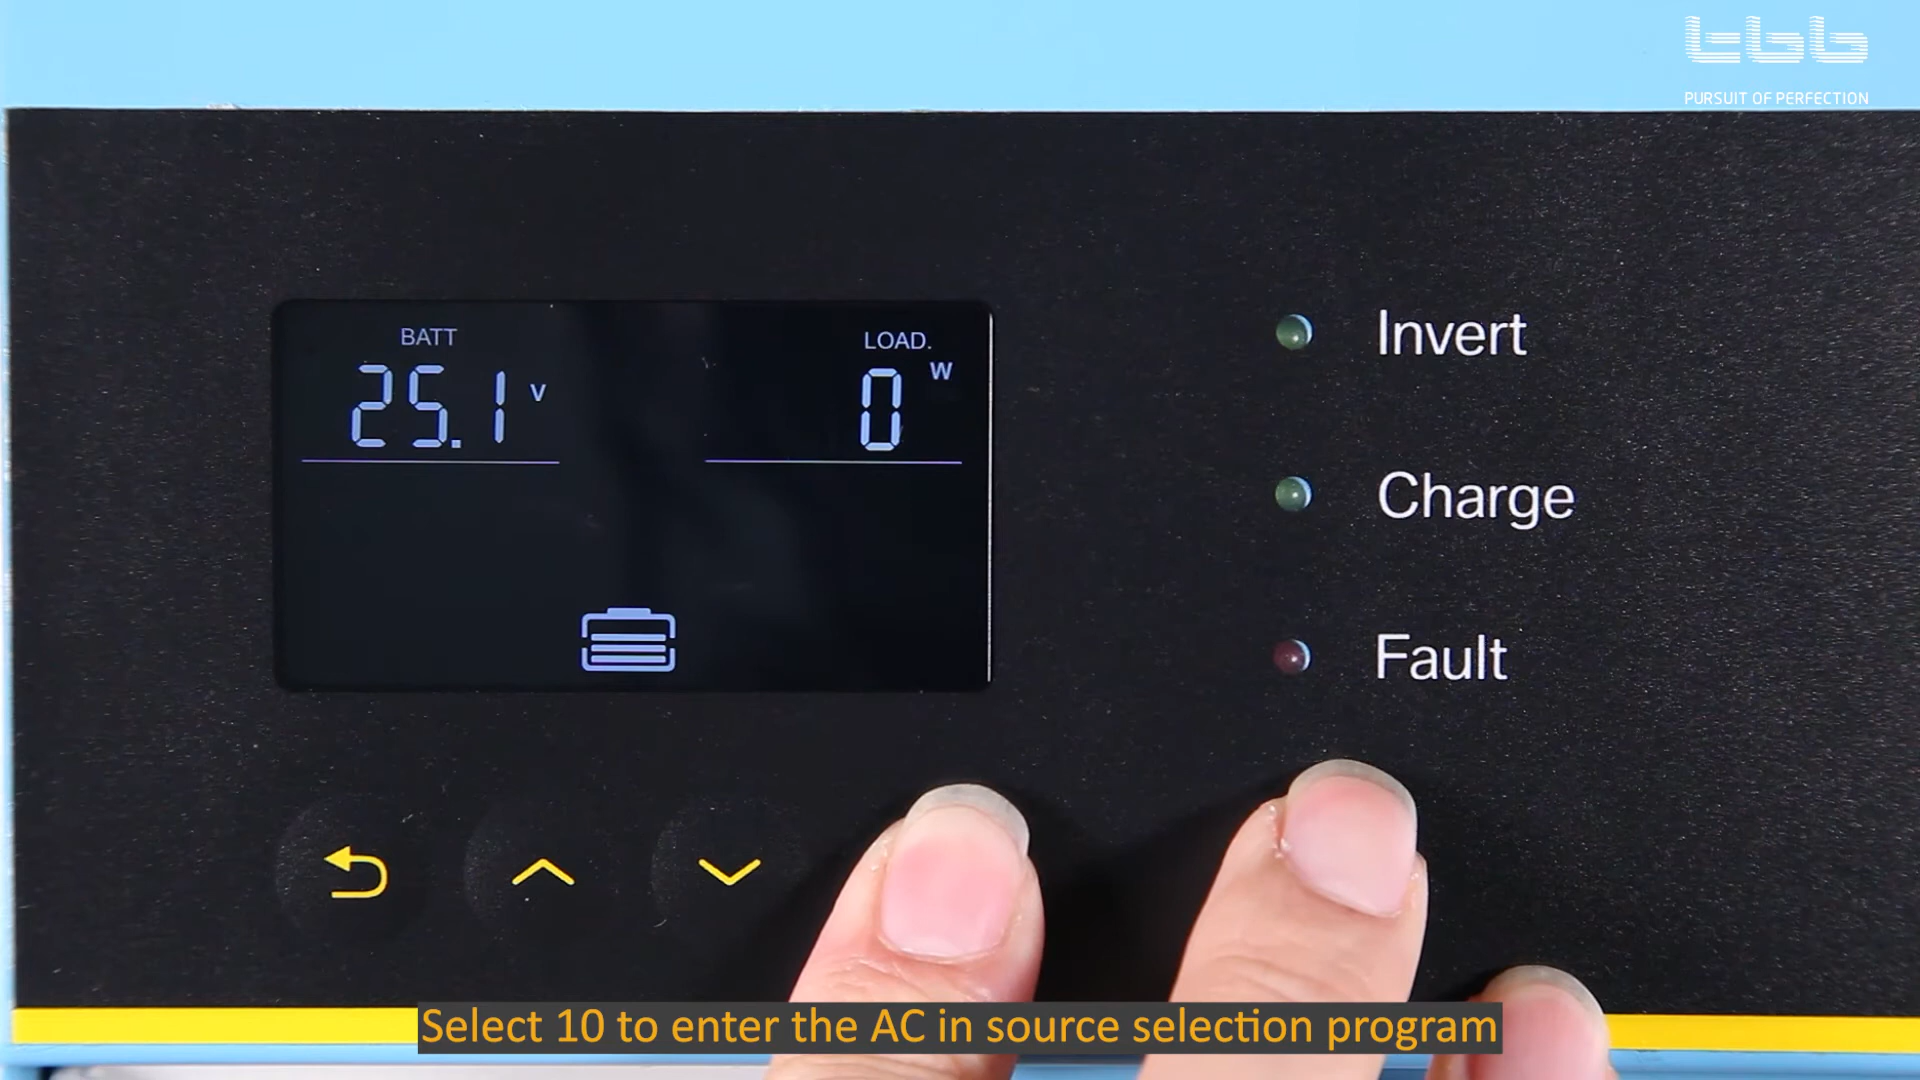 tbb
PURSUIT OF PERFECTION
BATT
25.1 V
LOAD.
0 W
Invert
Charge
Fault
Select 10 to enter the AC in source selection program